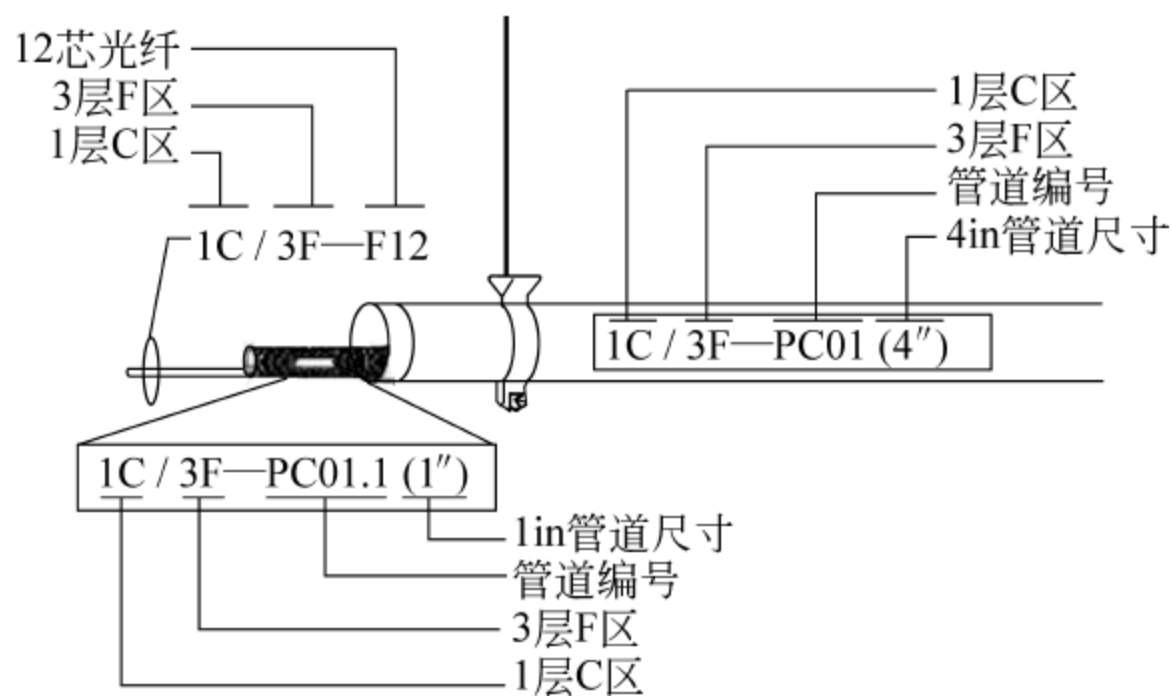 12芯光纤
3层F区
1层C区
1C / 3F—F12
1层C区
3层F区
管道编号
4in管道尺寸
1C / 3F—PC01 (4″)
1C / 3F—PC01.1 (1″)
1in管道尺寸
管道编号
3层F区
1层C区